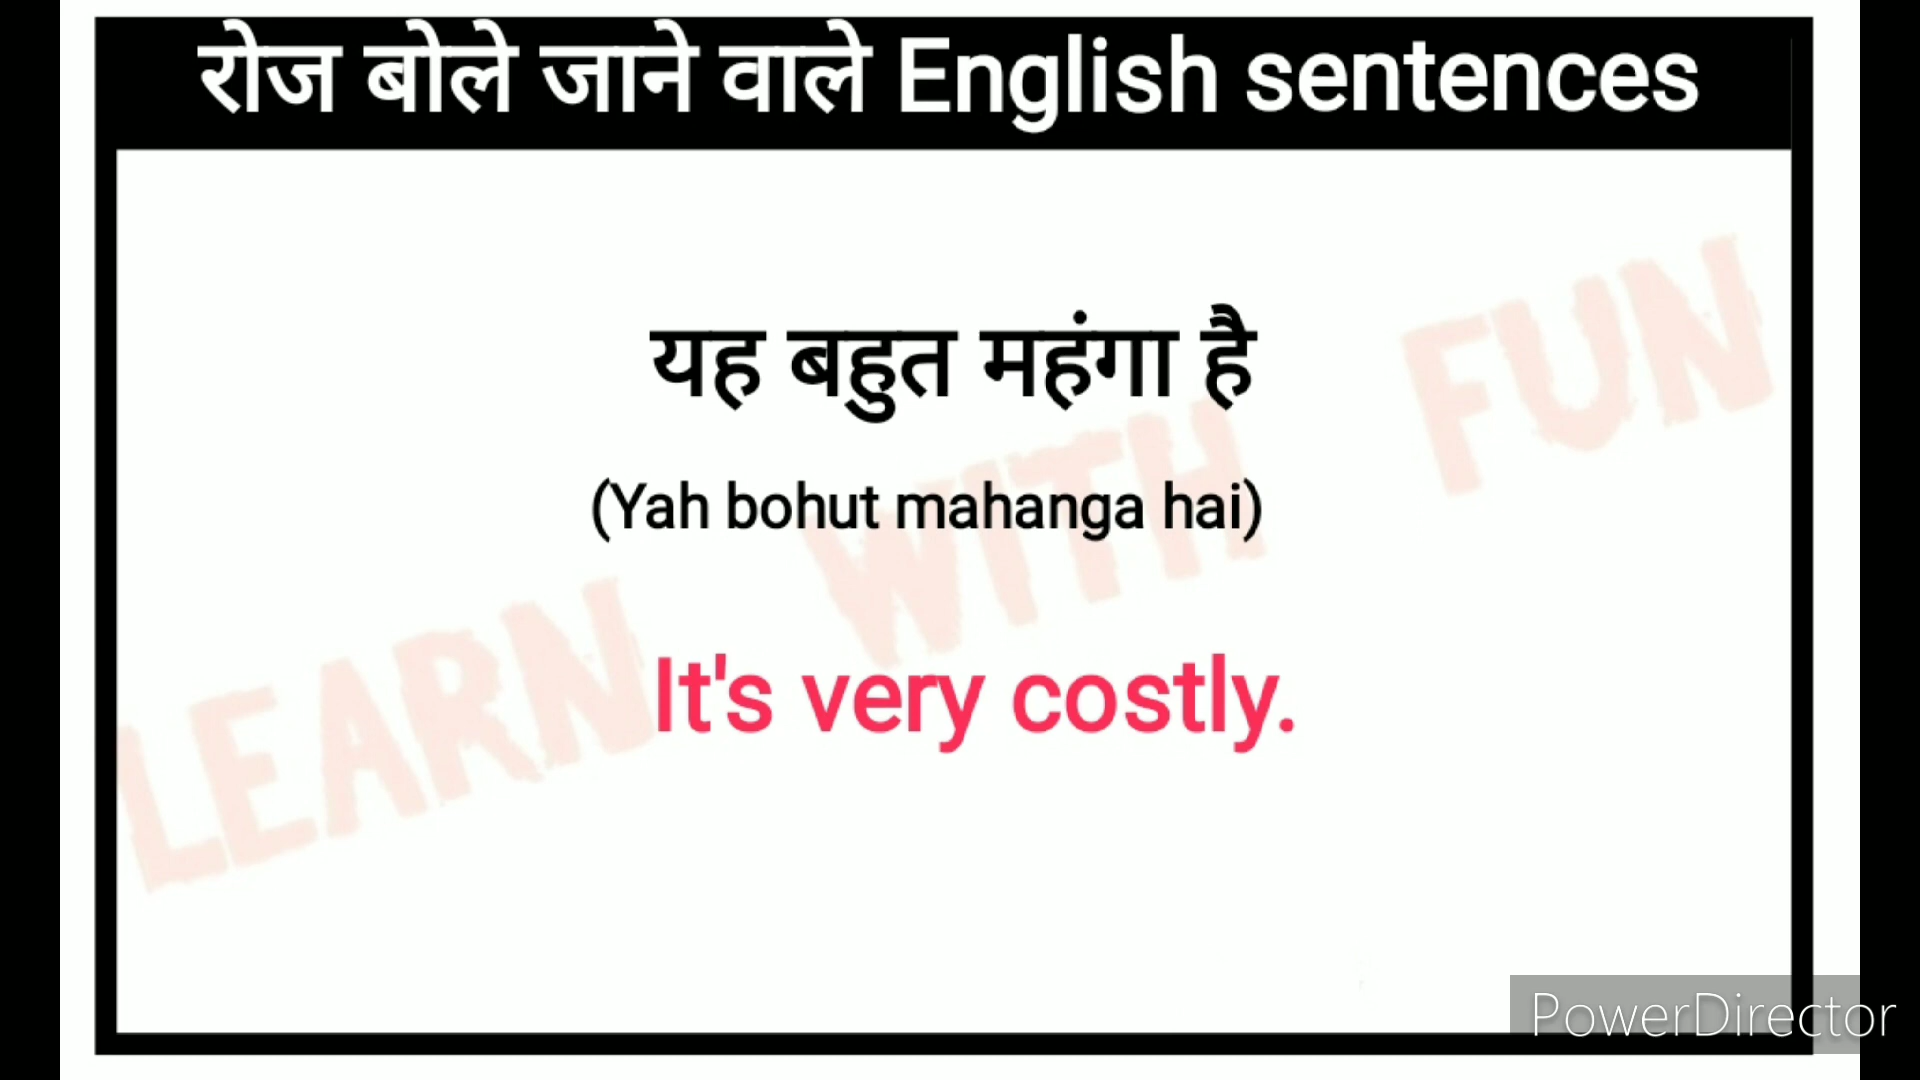 रोज बोले जाने वाले English sentences
यह बहुत महंगा है
(Yah bohut mahanga hai)
It's very costly.
LEARN WITH FUN
PowerDirector